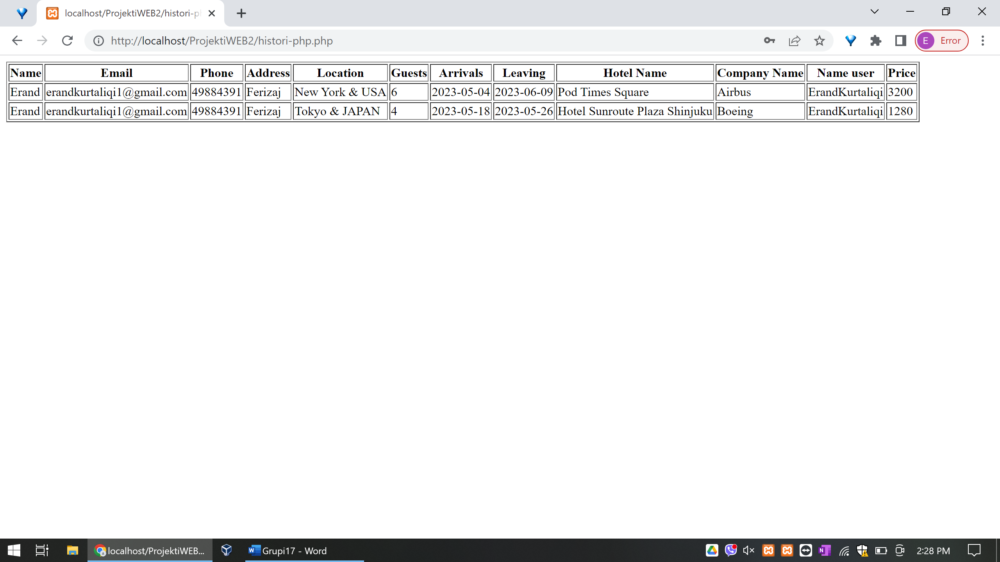 localhost/ProjektiWEB2/histori-p
http://localhost/ProjektiWEB2/histori-php.php E Error
Name Email Phone Address Location Guests Arrivals Leaving Hotel Name Company Name Name user Price
Erand erandkurtaliqi1@gmail.com 49884391 Ferizaj New York & USA 6 2023-05-04 2023-06-09 Pod Times Square Airbus ErandKurtaliqi 3200
Erand erandkurtaliqi1@gmail.com 49884391 Ferizaj Tokyo & JAPAN 4 2023-05-18 2023-05-26 Hotel Sunroute Plaza Shinjuku Boeing ErandKurtaliqi 1280
localhost/ProjektiWEB... W Grupi17 - Word N 2:28 PM